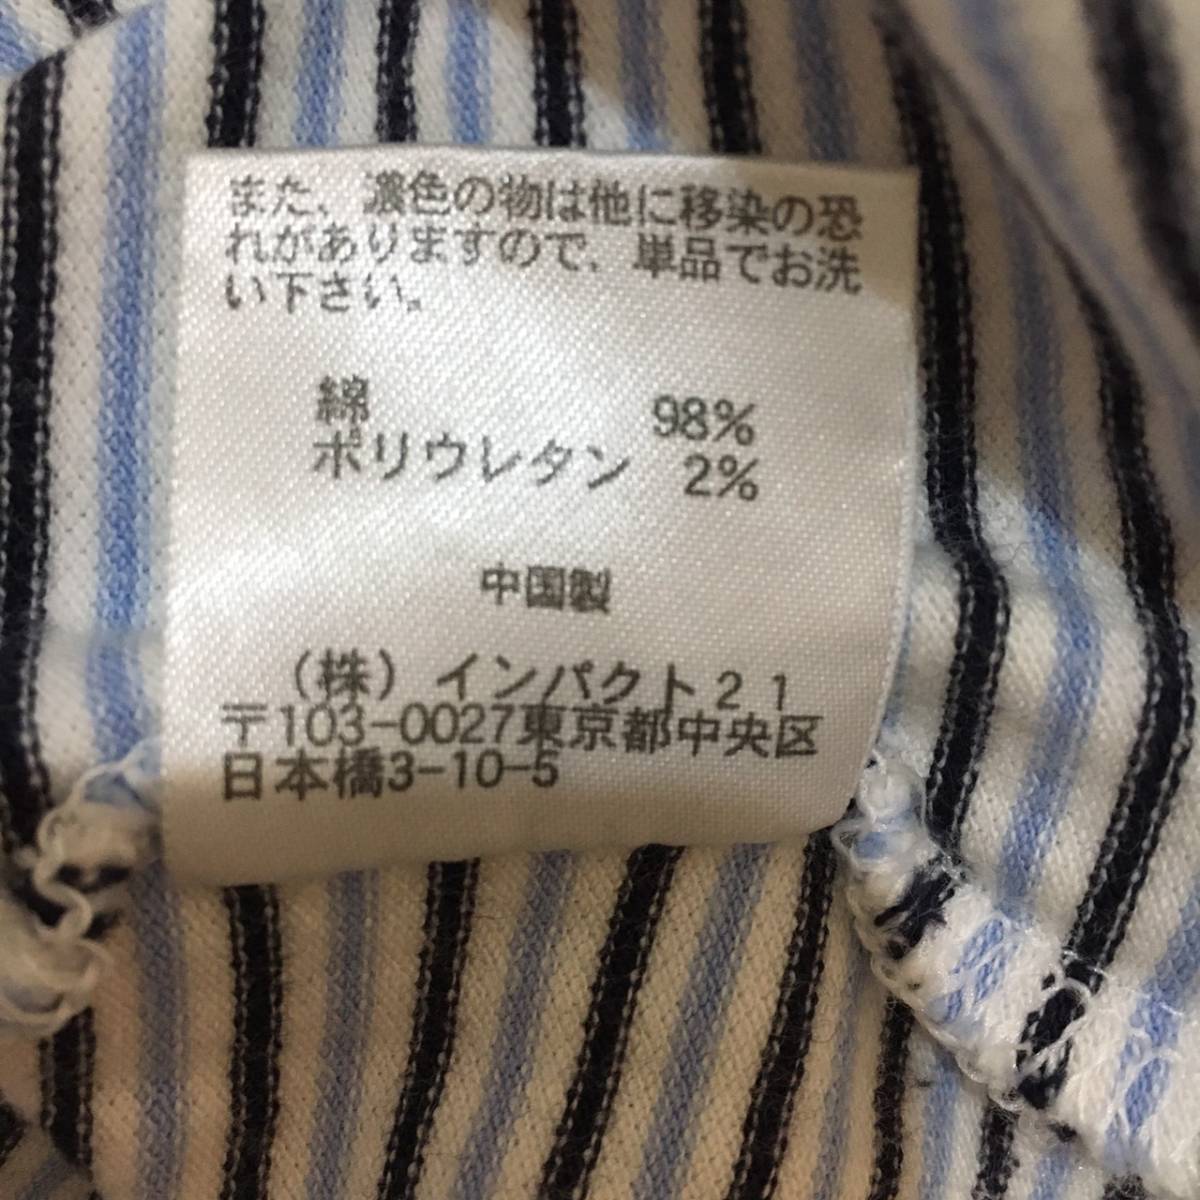 また、濃色の物は他に移染の恐
れがありますので、単品でお洗
い下さい。
綿 98%
ポリウレタン 2%
中国製
（株）インパクト21
〒103-0027東京都中央区
日本橋3-10-5